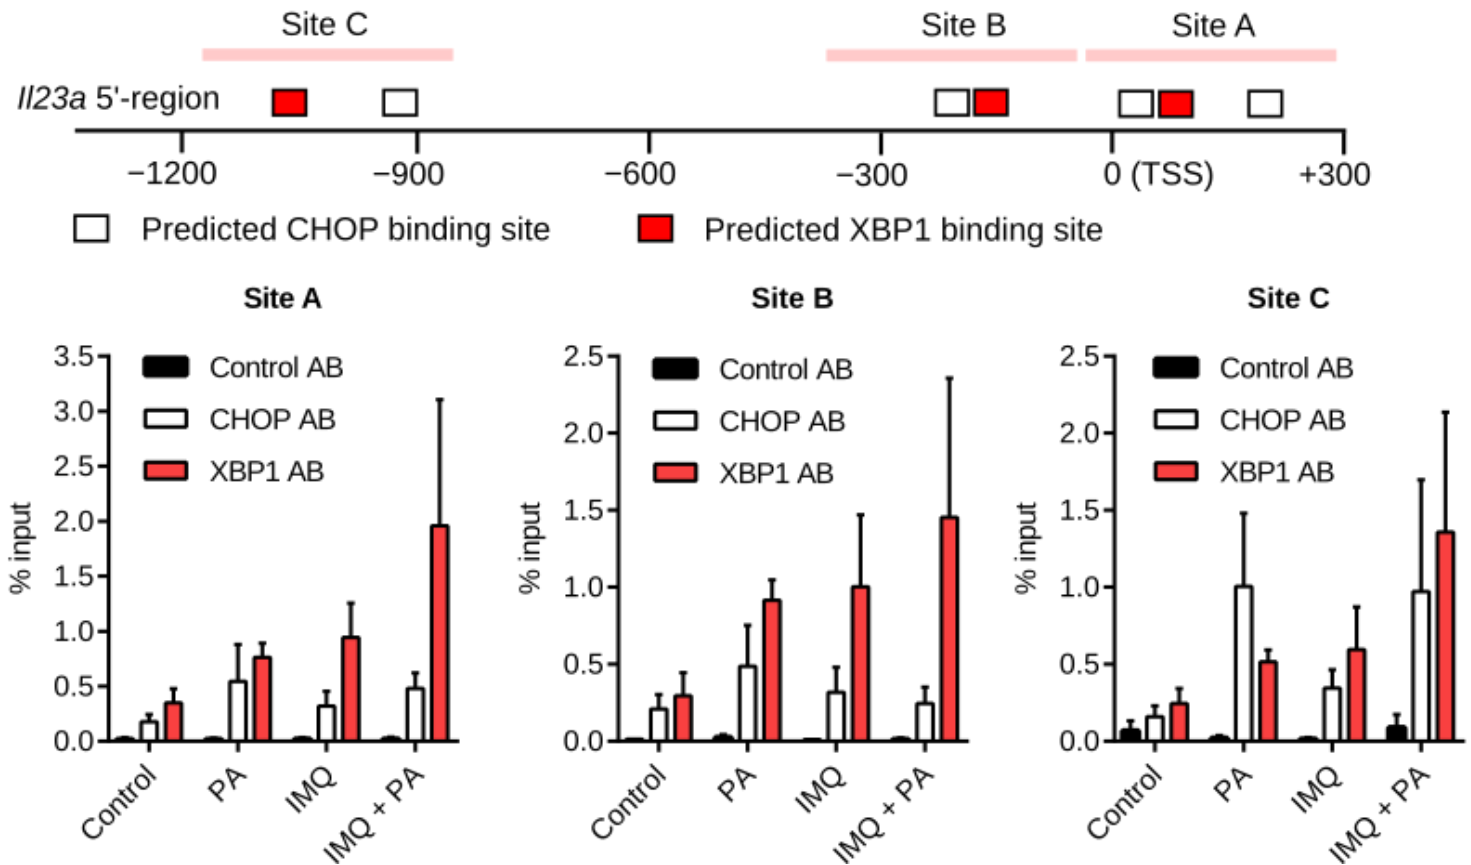 Site C Site B Site A
Il23a 5'-region
−1200 −900 −600 −300 0 (TSS) +300
Predicted CHOP binding site Predicted XBP1 binding site
Site A
3.5
3.0
2.5
2.0
1.5
1.0
0.5
0.0
% input
Control AB
CHOP AB
XBP1 AB
Control PA IMQ IMQ + PA
Site B
2.5
2.0
1.5
1.0
0.5
0.0
% input
Control AB
CHOP AB
XBP1 AB
Control PA IMQ IMQ + PA
Site C
2.5
2.0
1.5
1.0
0.5
0.0
% input
Control AB
CHOP AB
XBP1 AB
Control PA IMQ IMQ + PA